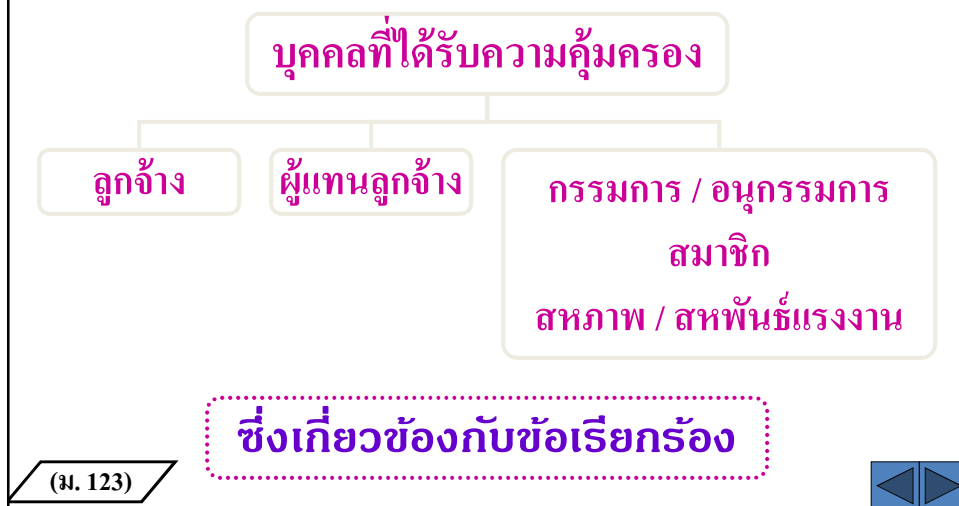 บุคคลที่ได้รับความคุ้มครอง
ลูกจ้าง
ผู้แทนลูกจ้าง
กรรมการ / อนุกรรมการ
สมาชิก
สหภาพ / สหพันธ์แรงงาน
ซึ่งเกี่ยวข้องกับข้อเรียกร้อง
(ม. 123)